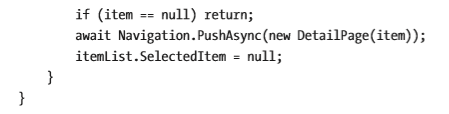 if (item == null) return;
        await Navigation.PushAsync(new DetailPage(item));
        itemList.SelectedItem = null;
    }
}